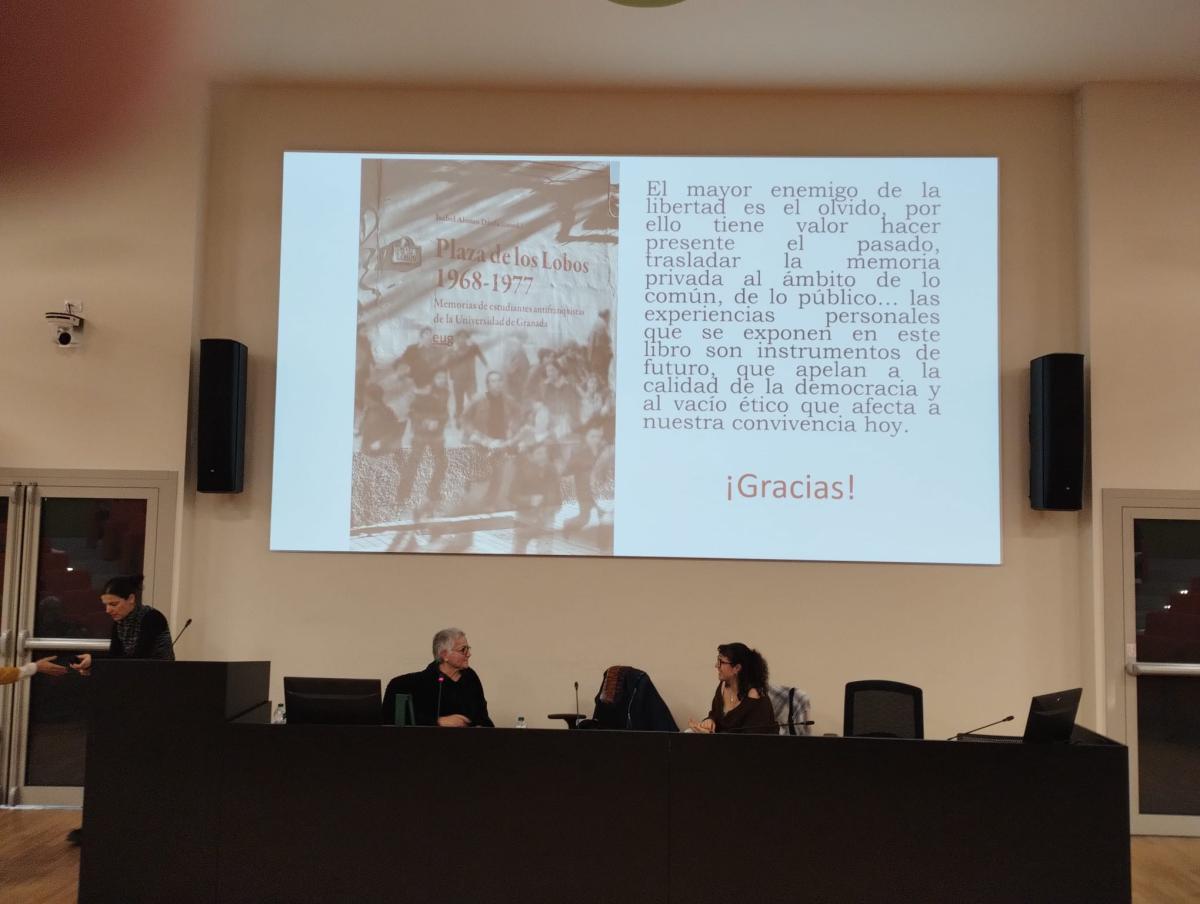 Isabel Alonso
Plaza de los Lobos
1968-1977
Memorias de estudiantes antifranquistas
de la Universidad de Granada
eug
El mayor enemigo de la
libertad es el olvido, por
ello tiene valor hacer
presente el pasado,
trasladar la memoria
privada al ámbito de lo
común, de lo público... las
experiencias personales
que se exponen en este
libro son instrumentos de
futuro, que apelan a la
calidad de la democracia y
al vacío ético que afecta a
nuestra convivencia hoy.
¡Gracias!